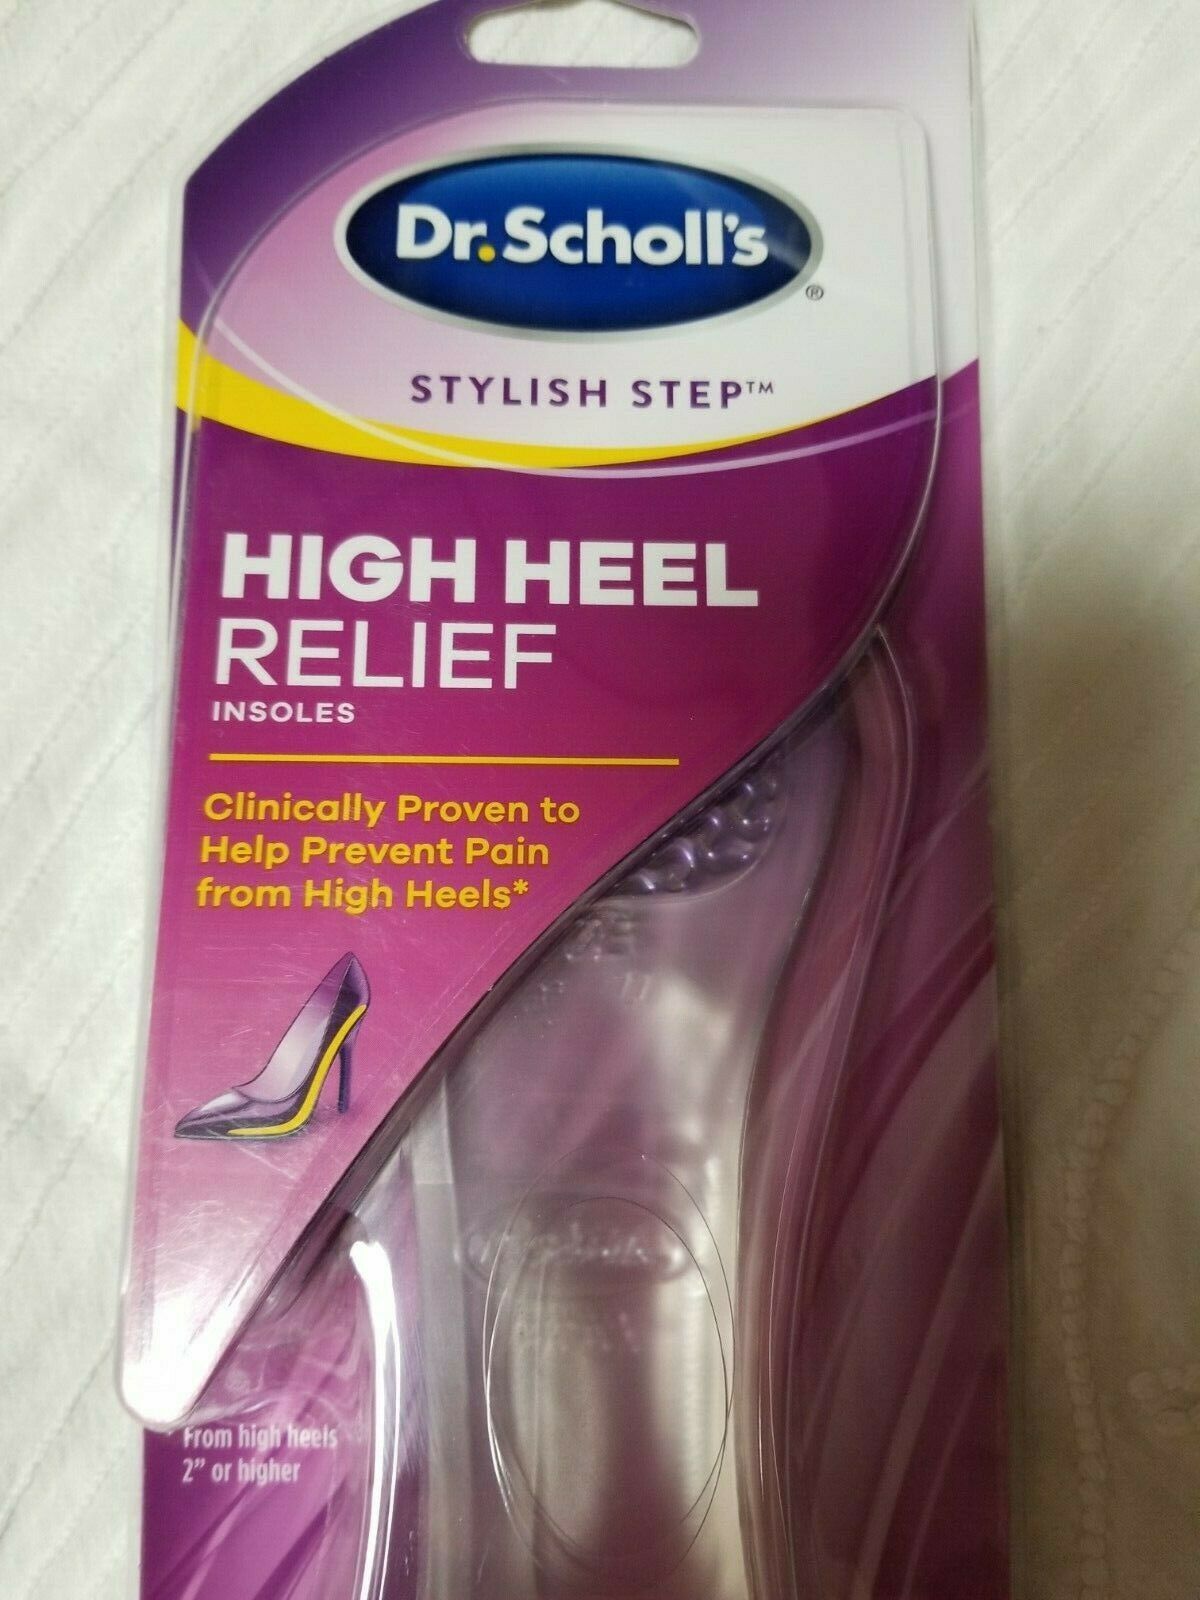 Dr. Scholl's
®
STYLISH STEP™
HIGH HEEL
RELIEF
INSOLES
Clinically Proven to
Help Prevent Pain
from High Heels*
From high heels
2" or higher